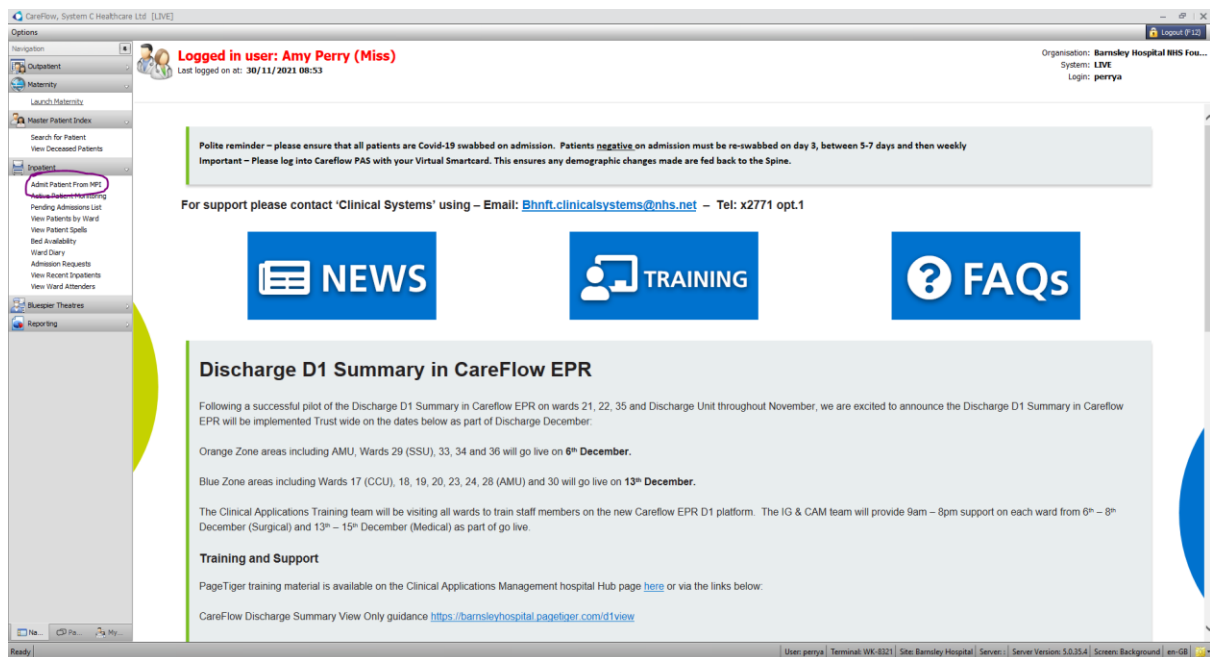 CareFlow, System C Healthcare Ltd [LIVE]
Options
Logout (F12)
Navigation
Outpatient
Maternity
Launch Maternity
Master Patient Index
Search for Patient
View Deceased Patients
Inpatient
Admit Patient From MPI
Active Patient Monitoring
Pending Admissions List
View Patients by Ward
View Patient Spells
Bed Availability
Ward Diary
Admission Requests
View Recent Inpatients
View Ward Attenders
Bluespier Theatres
Reporting
Logged in user: Amy Perry (Miss)
Last logged on at: 30/11/2021 08:53
Organisation: Barnsley Hospital NHS Fou...
System: LIVE
Login: perrya
Polite reminder – please ensure that all patients are Covid-19 swabbed on admission. Patients negative on admission must be re-swabbed on day 3, between 5-7 days and then weekly
Important – Please log into Careflow PAS with your Virtual Smartcard. This ensures any demographic changes made are fed back to the Spine.
For support please contact ‘Clinical Systems’ using – Email: Bhnft.clinicalsystems@nhs.net – Tel: x2771 opt.1
NEWS
TRAINING
FAQs
Discharge D1 Summary in CareFlow EPR
Following a successful pilot of the Discharge D1 Summary in Careflow EPR on wards 21, 22, 35 and Discharge Unit throughout November, we are excited to announce the Discharge D1 Summary in Careflow
EPR will be implemented Trust wide on the dates below as part of Discharge December:
Orange Zone areas including AMU, Wards 29 (SSU), 33, 34 and 36 will go live on 6th December.
Blue Zone areas including Wards 17 (CCU), 18, 19, 20, 23, 24, 28 (AMU) and 30 will go live on 13th December.
The Clinical Applications Training team will be visiting all wards to train staff members on the new Careflow EPR D1 platform. The IG & CAM team will provide 9am – 8pm support on each ward from 6th – 8th
December (Surgical) and 13th – 15th December (Medical) as part of go live.
Training and Support
PageTiger training material is available on the Clinical Applications Management hospital Hub page here or via the links below:
CareFlow Discharge Summary View Only guidance https://barnsleyhospital.pagetiger.com/d1view
Na... Pa... My...
Ready
User: perrya Terminal: WK-8321 Site: Barnsley Hospital Server: : Server Version: 5.0.35.4 Screen: Background en-GB